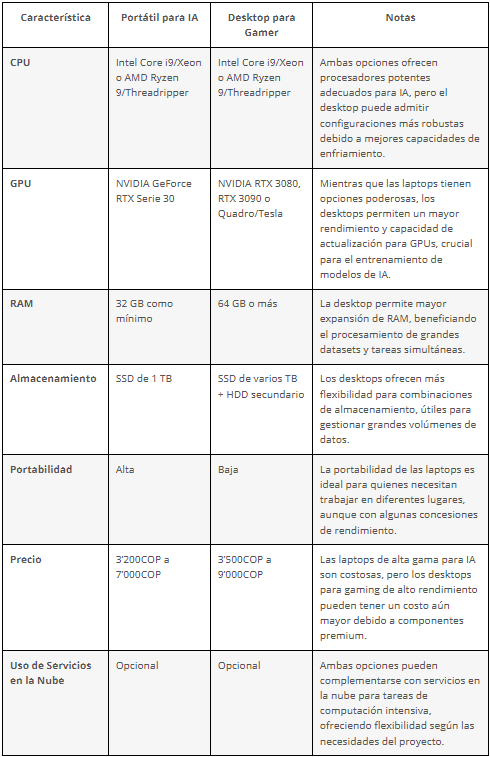 Característica
Portátil para IA
Desktop para
Gamer
Notas
CPU
Intel Core i9/Xeon
o AMD Ryzen
9/Threadripper
Intel Core i9/Xeon
o AMD Ryzen
9/Threadripper
Ambas opciones ofrecen
procesadores potentes
adecuados para IA, pero el
desktop puede admitir
configuraciones más robustas
debido a mejores capacidades de
enfriamiento.
GPU
NVIDIA GeForce
RTX Serie 30
NVIDIA RTX 3080,
RTX 3090 o
Quadro/Tesla
Mientras que las laptops tienen
opciones poderosas, los
desktops permiten un mayor
rendimiento y capacidad de
actualización para GPUs, crucial
para el entrenamiento de
modelos de IA.
RAM
32 GB como
mínimo
64 GB o más
La desktop permite mayor
expansión de RAM, beneficiando
el procesamiento de grandes
datasets y tareas simultáneas.
Almacenamiento
SSD de 1 TB
SSD de varios TB
+ HDD secundario
Los desktops ofrecen más
flexibilidad para combinaciones
de almacenamiento, útiles para
gestionar grandes volúmenes de
datos.
Portabilidad
Alta
Baja
La portabilidad de las laptops es
ideal para quienes necesitan
trabajar en diferentes lugares,
aunque con algunas concesiones
de rendimiento.
Precio
3'200COP a
7'000COP
3'500COP a
9'000COP
Las laptops de alta gama para IA
son costosas, pero los desktops
para gaming de alto rendimiento
pueden tener un costo aún
mayor debido a componentes
premium.
Uso de Servicios
en la Nube
Opcional
Opcional
Ambas opciones pueden
complementarse con servicios en
la nube para tareas de
computación intensiva,
ofreciendo flexibilidad según las
necesidades del proyecto.